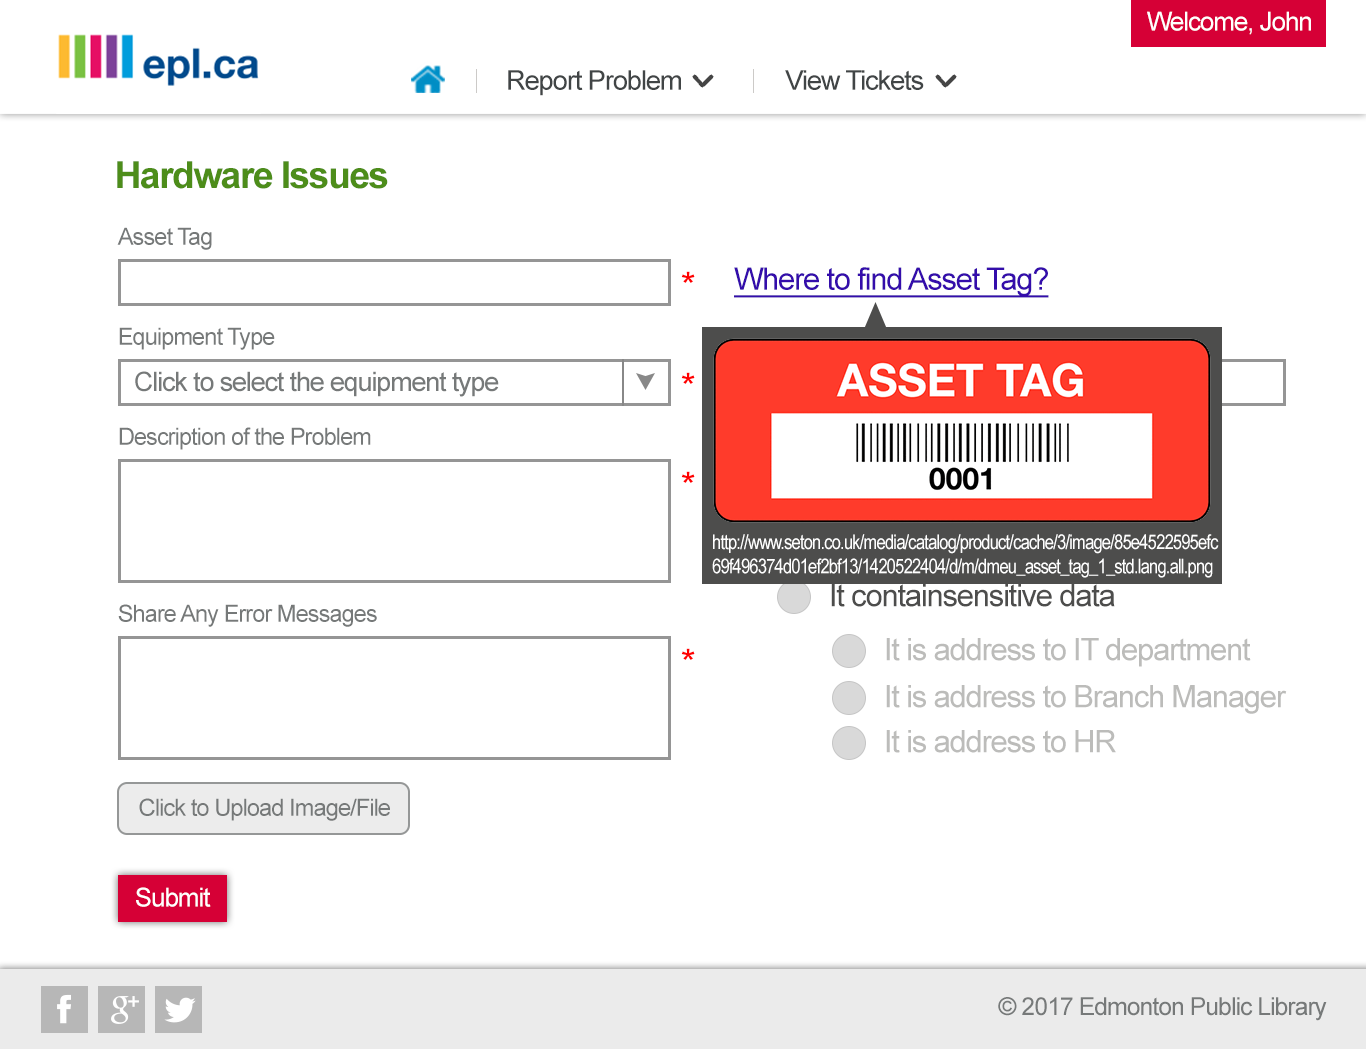 Welcome, John
epl.ca
Report Problem
View Tickets
Hardware Issues
Asset Tag
*
Where to find Asset Tag?
Equipment Type
Click to select the equipment type
*
ASSET TAG
0001
http://www.seton.co.uk/media/catalog/product/cache/3/image/85e4522595efc
69f496374d01ef2bf13/1420522404/d/m/dmeu_asset_tag_1_std.lang.all.png
Description of the Problem
*
It containsensitive data
Share Any Error Messages
*
It is address to IT department
It is address to Branch Manager
It is address to HR
Click to Upload Image/File
Submit
f
g+
© 2017 Edmonton Public Library